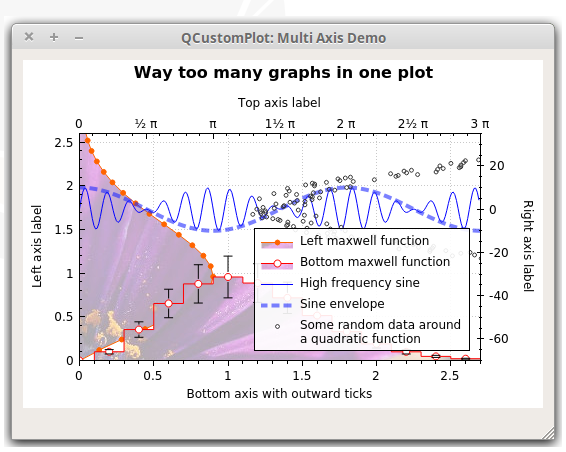 QCustomPlot: Multi Axis Demo
Way too many graphs in one plot
Top axis label
0 ½ π π 1½ π 2 π 2½ π 3 π
2.5
2
1.5
1
0.5
0
Left axis label
20
0
-20
-40
-60
Right axis label
Left maxwell function
Bottom maxwell function
High frequency sine
Sine envelope
Some random data around
a quadratic function
0 0.5 1 1.5 2 2.5
Bottom axis with outward ticks